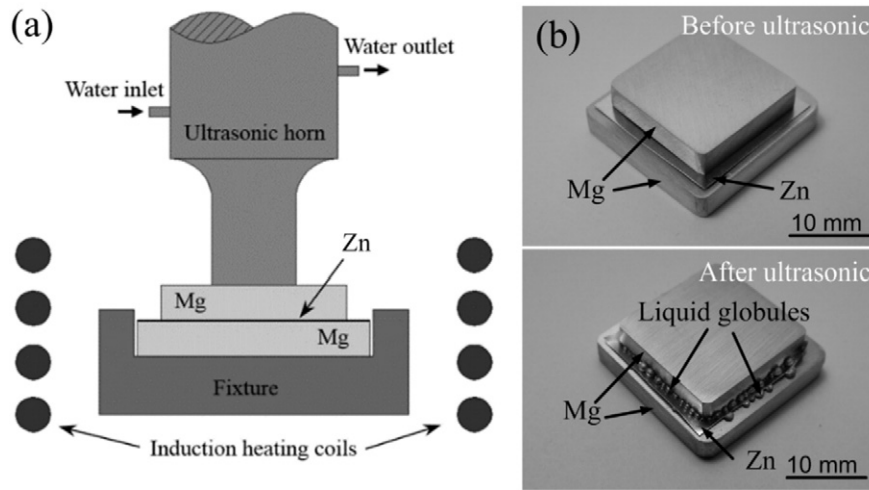 (a)
Water outlet
Water inlet
Ultrasonic horn
Zn
Mg
Mg
Fixture
Induction heating coils
(b)
Before ultrasonic
Mg
Zn
10 mm
After ultrasonic
Liquid globules
Mg
Zn
10 mm